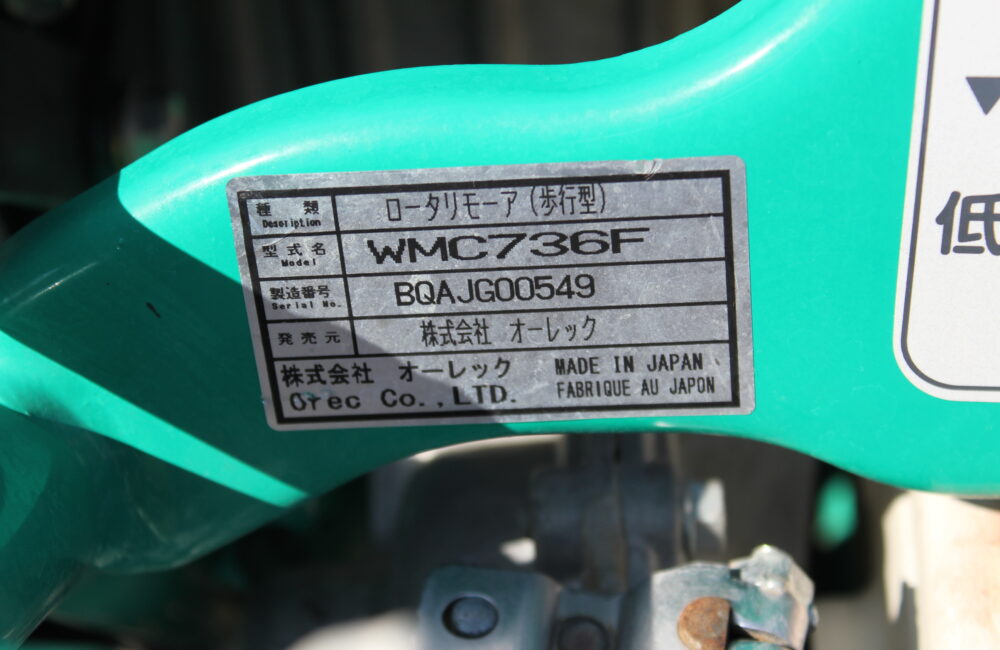 種類 ロータリモーア(歩行型)
Description
型式名 WMC736F
Model
製造番号 BQAJG00549
Serial No.
発売元 株式会社 オーレック
株式会社 オーレック MADE IN JAPAN
Orec Co.,LTD. FABRIQUE AU JAPON
▼
低